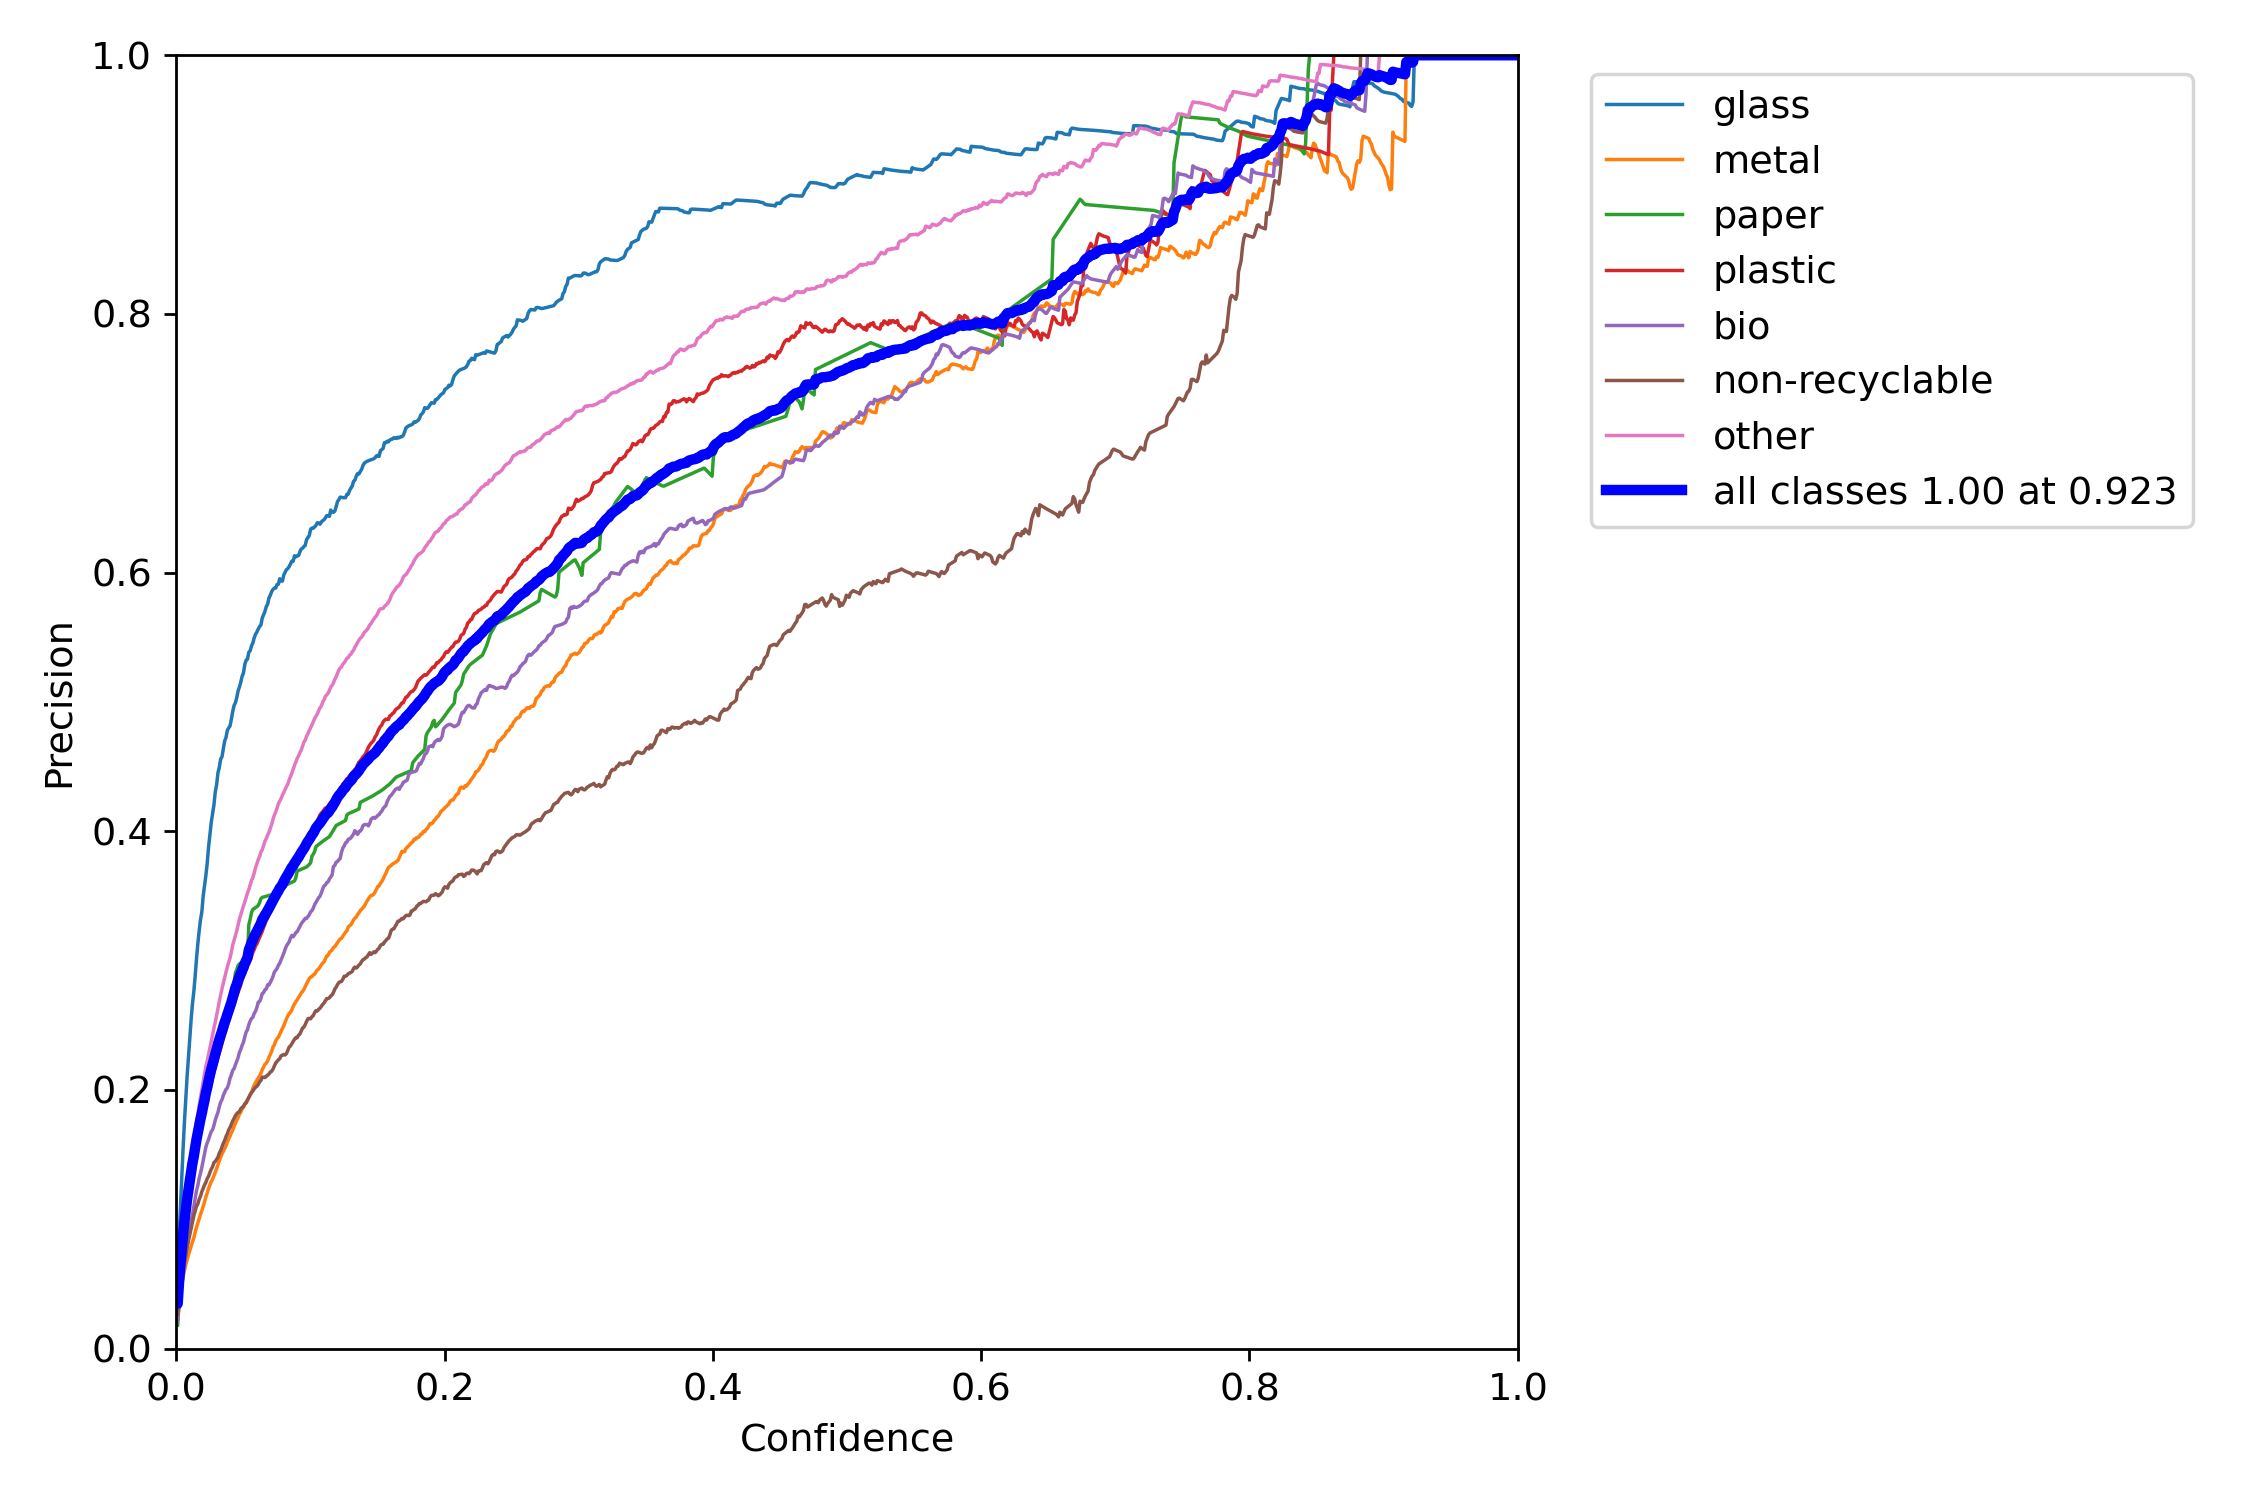 1.0
0.8
0.6
0.4
0.2
0.0
Precision
0.0 0.2 0.4 0.6 0.8 1.0
Confidence
glass
metal
paper
plastic
bio
non-recyclable
other
all classes 1.00 at 0.923